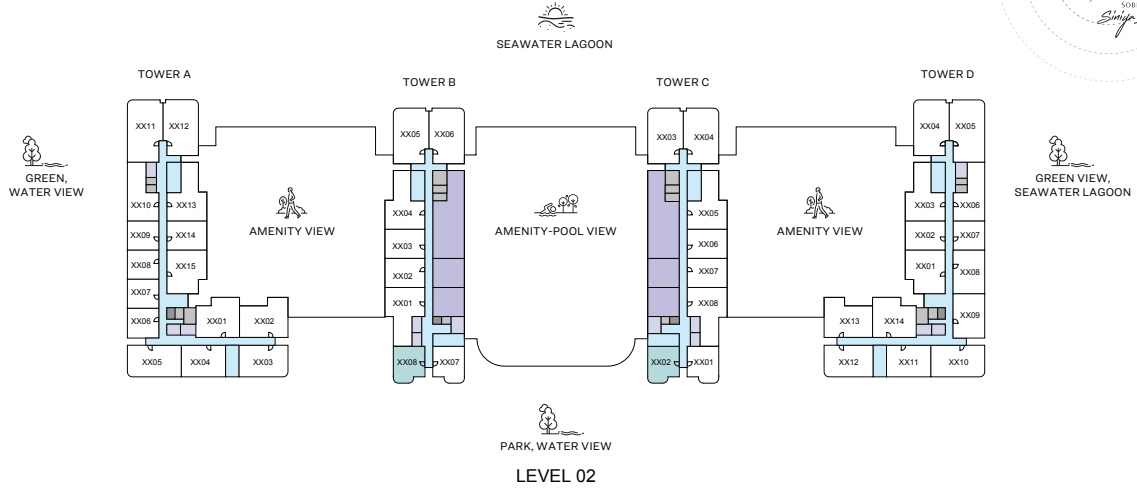 SOB
Siniya
SEAWATER LAGOON
TOWER A
TOWER B
TOWER C
TOWER D
XX11 XX12
XX05 XX06
XX03 XX04
XX04 XX05
GREEN,
WATER VIEW
GREEN VIEW,
SEAWATER LAGOON
XX10 XX13
XX09 XX14
XX08 XX15
XX07
XX06 XX01 XX02
XX05 XX04 XX03
AMENITY VIEW
XX04
XX03
XX02
XX01
XX08 XX07
AMENITY-POOL VIEW
XX05
XX06
XX07
XX08
XX02 XX01
AMENITY VIEW
XX03 XX06
XX02 XX07
XX01 XX08
XX09
XX13 XX14
XX12 XX11 XX10
PARK, WATER VIEW
LEVEL 02